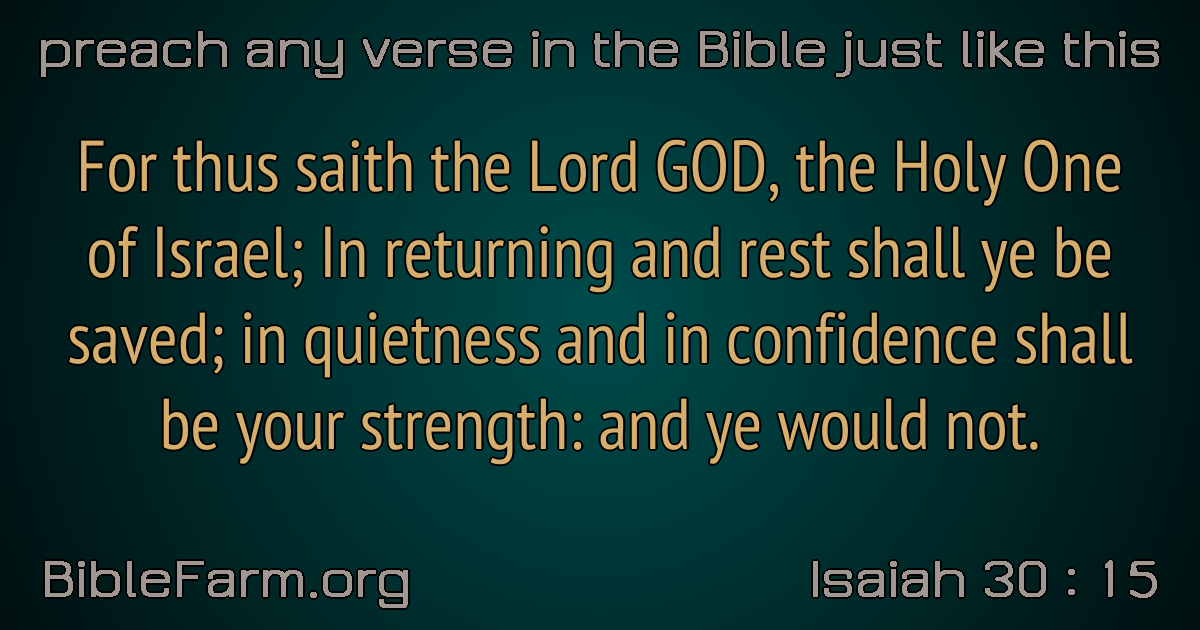 preach any verse in the Bible just like this
For thus saith the Lord GOD, the Holy One
of Israel; In returning and rest shall ye be
saved; in quietness and in confidence shall
be your strength: and ye would not.
BibleFarm.org
Isaiah 30 : 15